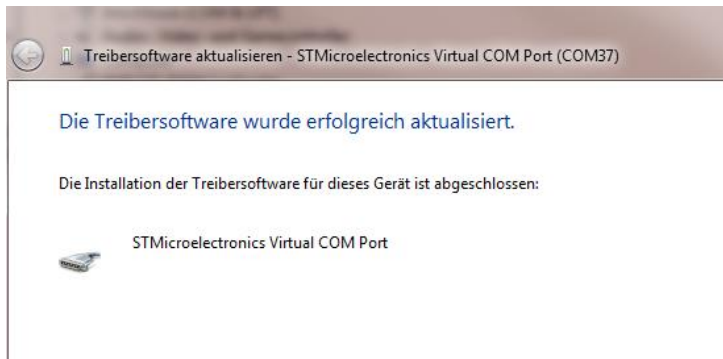 Treibersoftware aktualisieren - STMicroelectronics Virtual COM Port (COM37)
Die Treibersoftware wurde erfolgreich aktualisiert.
Die Installation der Treibersoftware für dieses Gerät ist abgeschlossen:
STMicroelectronics Virtual COM Port